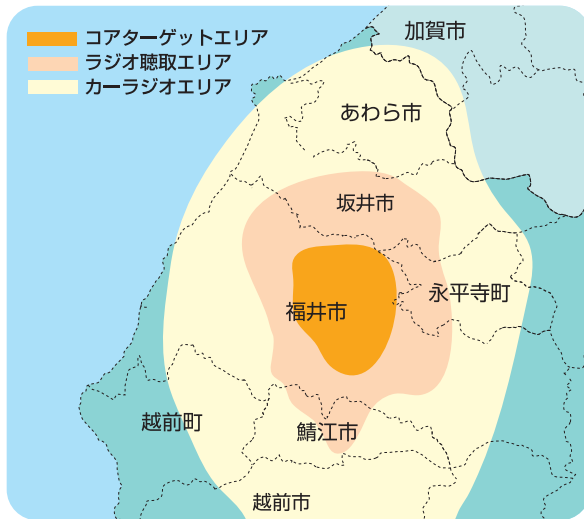 コアターゲットエリア
ラジオ聴取エリア
カーラジオエリア
加賀市
あわら市
坂井市
永平寺町
福井市
越前町
鯖江市
越前市